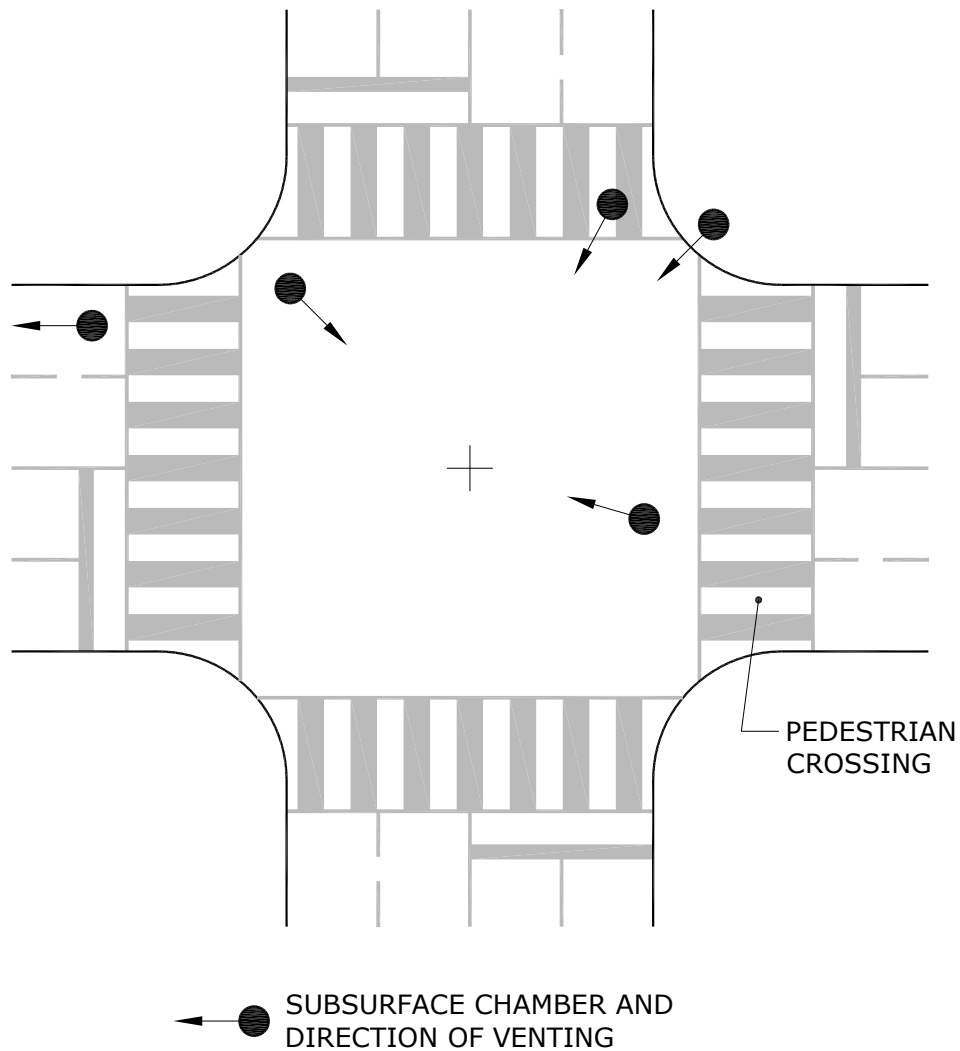 PEDESTRIAN
CROSSING
SUBSURFACE CHAMBER AND
DIRECTION OF VENTING